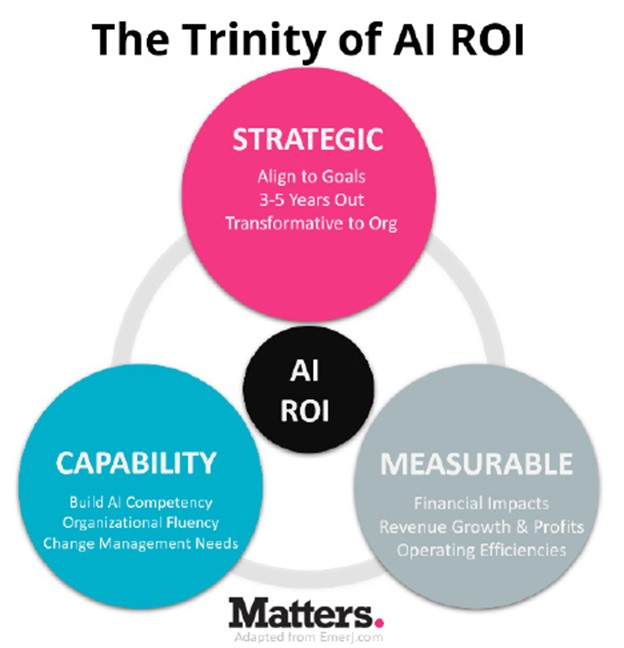 The Trinity of AI ROI
STRATEGIC
Align to Goals
3-5 Years Out
Transformative to Org
AI
ROI
CAPABILITY
Build AI Competency
Organizational Fluency
Change Management Needs
MEASURABLE
Financial Impacts
Revenue Growth & Profits
Operating Efficiencies
Matters.
Adapted from Emerj.com